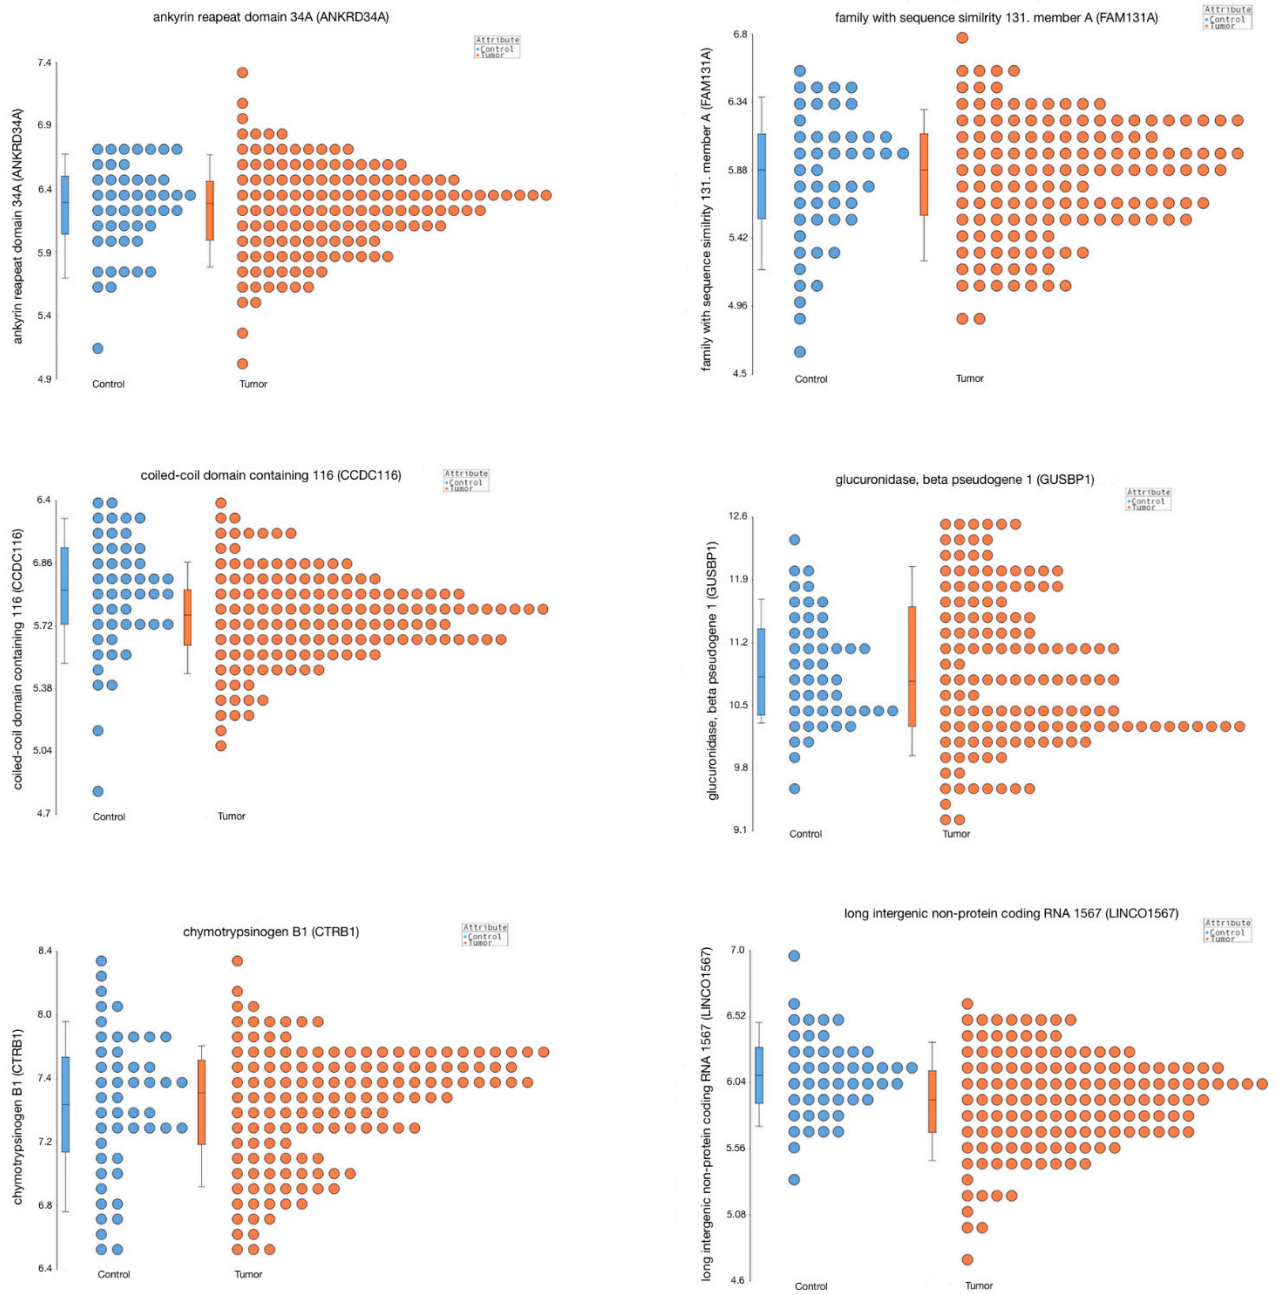 ankyrin reapeat domain 34A (ANKRD34A)
Attribute
Control
Tumor
ankyrin reapeat domain 34A (ANKRD34A)
7.4
6.9
6.4
5.9
5.4
4.9
Control
Tumor
family with sequence similrity 131. member A (FAM131A)
Attribute
Control
Tumor
family with sequence similrity 131. member A (FAM131A)
6.8
6.34
5.88
5.42
4.96
4.5
Control
Tumor
coiled-coil domain containing 116 (CCDC116)
Attribute
Control
Tumor
coiled-coil domain containing 116 (CCDC116)
6.4
6.86
5.72
5.38
5.04
4.7
Control
Tumor
glucuronidase, beta pseudogene 1 (GUSBP1)
Attribute
Control
Tumor
glucuronidase, beta pseudogene 1 (GUSBP1)
12.6
11.9
11.2
10.5
9.8
9.1
Control
Tumor
chymotrypsinogen B1 (CTRB1)
Attribute
Control
Tumor
chymotrypsinogen B1 (CTRB1)
8.4
8.0
7.4
7.2
6.8
6.4
Control
Tumor
long intergenic non-protein coding RNA 1567 (LINCO1567)
Attribute
Control
Tumor
long intergenic non-protein coding RNA 1567 (LINCO1567)
7.0
6.52
6.04
5.56
5.08
4.6
Control
Tumor